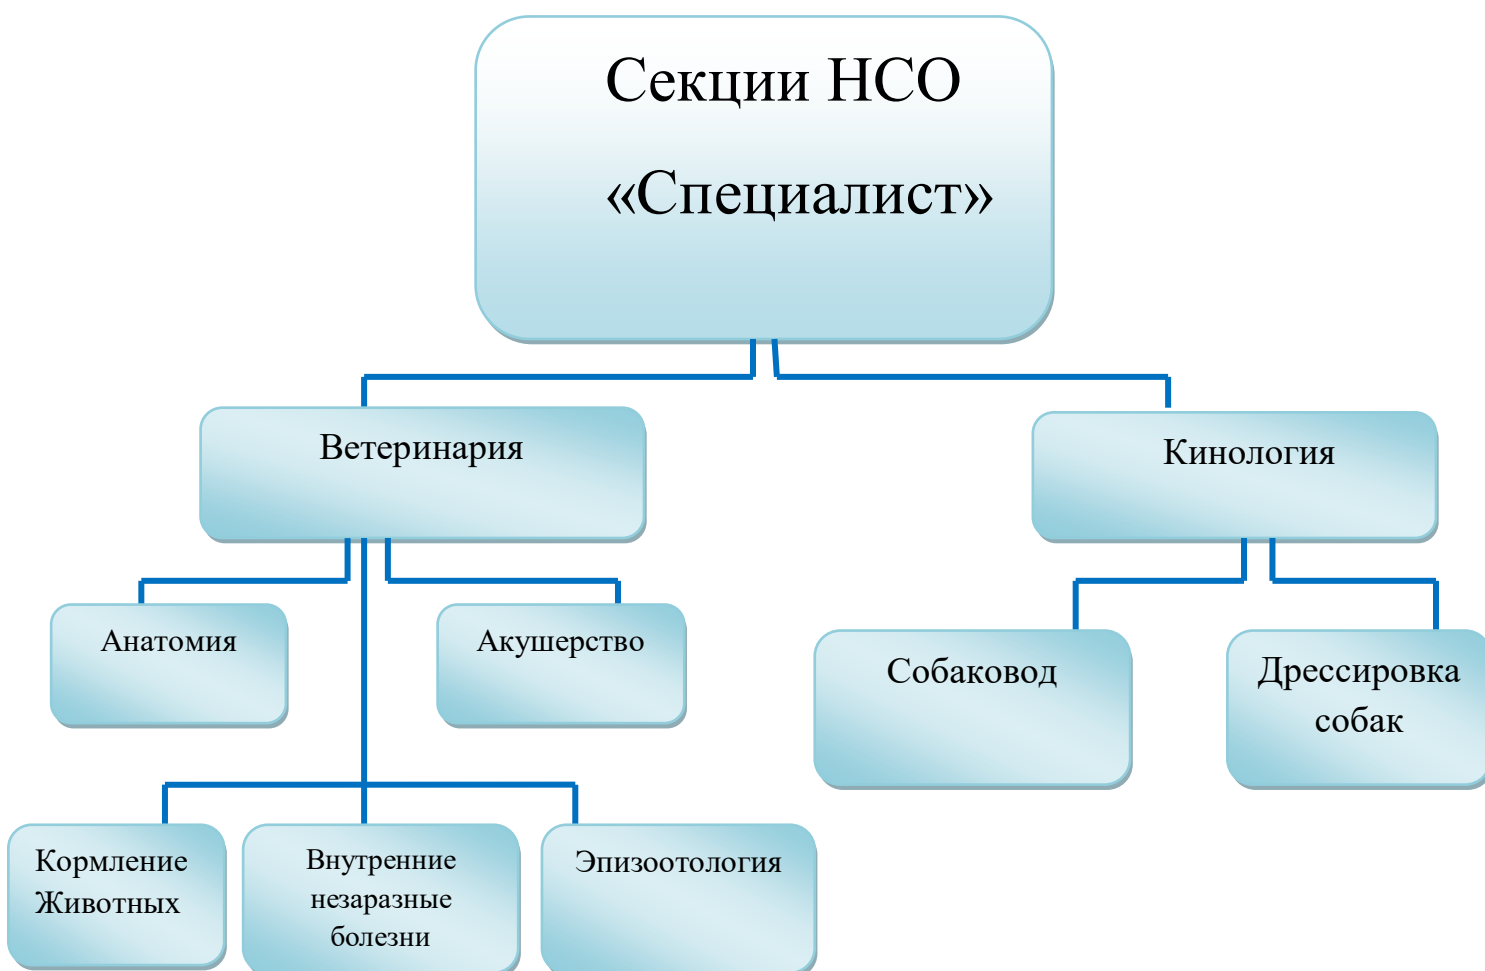 Секции НСО
«Специалист»
Ветеринария
Кинология
Анатомия
Акушерство
Собаковод
Дрессировка
собак
Кормление
Животных
Внутренние
незаразные
болезни
Эпизоотология